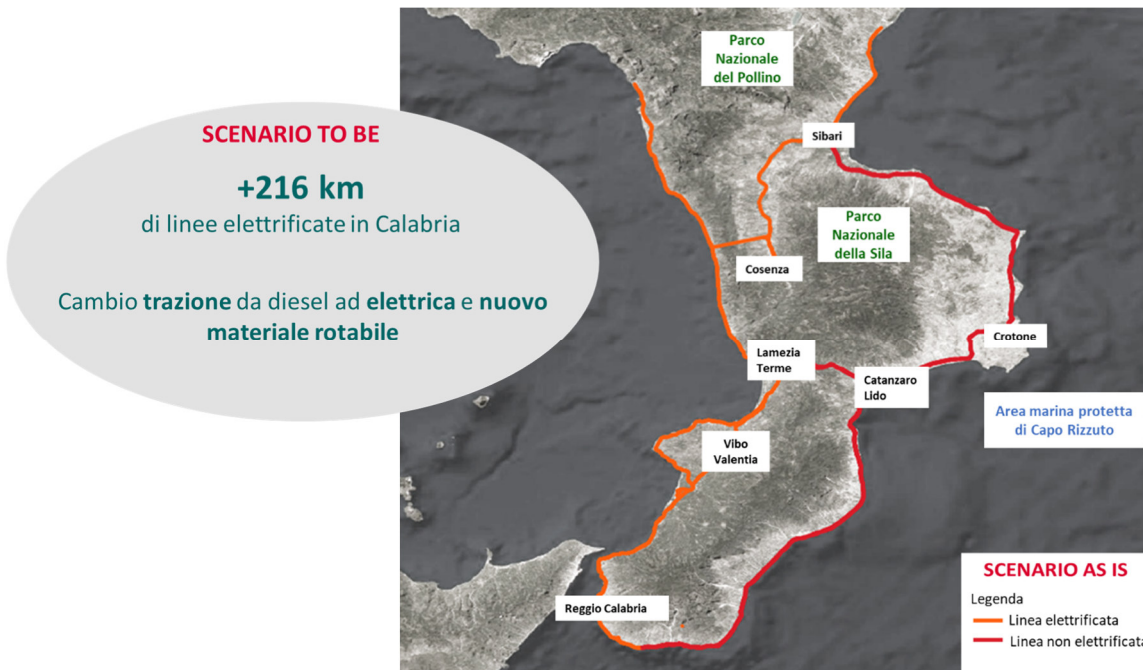 SCENARIO TO BE
+216 km
di linee elettrificate in Calabria
Cambio trazione da diesel ad elettrica e nuovo
materiale rotabile
Parco
Nazionale
del Pollino
Sibari
Parco
Nazionale
della Sila
Cosenza
Crotone
Lamezia
Terme
Catanzaro
Lido
Area marina protetta
di Capo Rizzuto
Vibo
Valentia
Reggio Calabria
SCENARIO AS IS
Legenda
Linea elettrificata
Linea non elettrificata